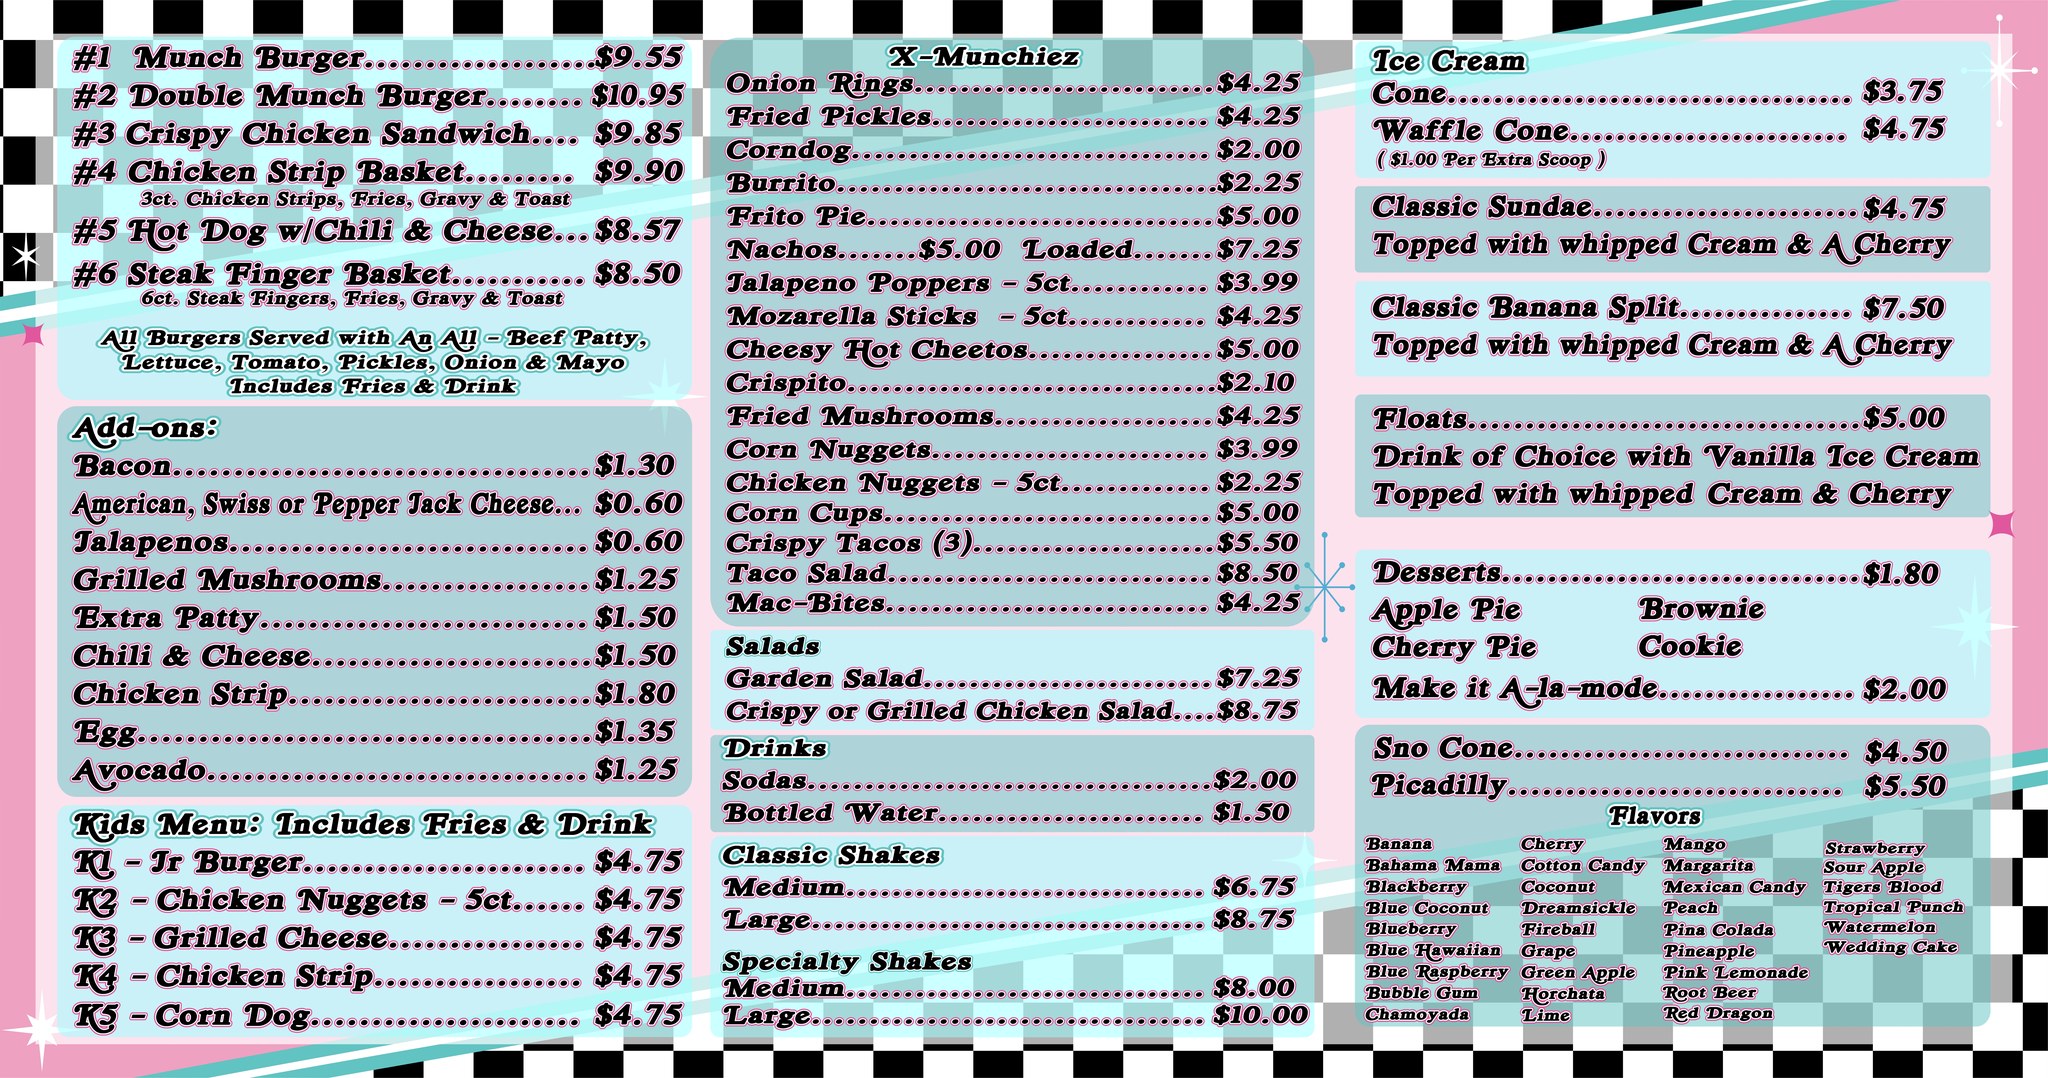 #1 Munch Burger...................$9.55
#2 Double Munch Burger........ $10.95
#3 Crispy Chicken Sandwich.... $9.85
#4 Chicken Strip Basket......... $9.90
3ct. Chicken Strips, Fries, Gravy & Toast
#5 Hot Dog w/Chili & Cheese...$8.57
#6 Steak Finger Basket........... $8.50
6ct. Steak Fingers, Fries, Gravy & Toast
All Burgers Served with An All - Beef Patty,
Lettuce, Tomato, Pickles, Onion & Mayo
Includes Fries & Drink
Add-ons:
Bacon..................................$1.30
American, Swiss or Pepper Jack Cheese... $0.60
Jalapenos............................. $0.60
Grilled Mushrooms.................$1.25
Extra Patty...........................$1.50
Chili & Cheese.......................$1.50
Chicken Strip.........................$1.80
Egg.....................................$1.35
Avocado............................... $1.25
Kids Menu: Includes Fries & Drink
K1 - Jr Burger....................... $4.75
K2 - Chicken Nuggets - 5ct...... $4.75
K3 - Grilled Cheese................ $4.75
K4 - Chicken Strip................. $4.75
K5 - Corn Dog...................... $4.75
X-Munchiez
Onion Rings..........................$4.25
Fried Pickles........................ $4.25
Corndog.............................. $2.00
Burrito................................$2.25
Frito Pie..............................$5.00
Nachos.......$5.00 Loaded.......$7.25
Jalapeno Poppers - 5ct............$3.99
Mozarella Sticks - 5ct............ $4.25
Cheesy Hot Cheetos................$5.00
Crispito...............................$2.10
Fried Mushrooms...................$4.25
Corn Nuggets........................$3.99
Chicken Nuggets - 5ct.............$2.25
Corn Cups............................$5.00
Crispy Tacos (3).....................$5.50
Taco Salad........................... $8.50
Mac-Bites............................ $4.25
Salads
Garden Salad........................ $7.25
Crispy or Grilled Chicken Salad....$8.75
Drinks
Sodas..................................$2.00
Bottled Water...................... $1.50
Classic Shakes
Medium.............................. $6.75
Large................................. $8.75
Specialty Shakes
Medium.............................. $8.00
Large................................. $10.00
Ice Cream
Cone.................................. $3.75
Waffle Cone....................... $4.75
( $1.00 Per Extra Scoop )
Classic Sundae......................$4.75
Topped with whipped Cream & A Cherry
Classic Banana Split............... $7.50
Topped with whipped Cream & A Cherry
Floats.................................$5.00
Drink of Choice with Vanilla Ice Cream
Topped with whipped Cream & Cherry
Desserts..............................$1.80
Apple Pie Brownie
Cherry Pie Cookie
Make it A-la-mode................ $2.00
Sno Cone............................ $4.50
Picadilly............................ $5.50
Flavors
Banana
Bahama Mama
Blackberry
Blue Coconut
Blueberry
Blue Hawaiian
Blue Raspberry
Bubble Gum
Chamoyada
Cherry
Cotton Candy
Coconut
Dreamsickle
Fireball
Grape
Green Apple
Horchata
Lime
Mango
Margarita
Mexican Candy
Peach
Pina Colada
Pineapple
Pink Lemonade
Root Beer
Red Dragon
Strawberry
Sour Apple
Tigers Blood
Tropical Punch
Watermelon
Wedding Cake